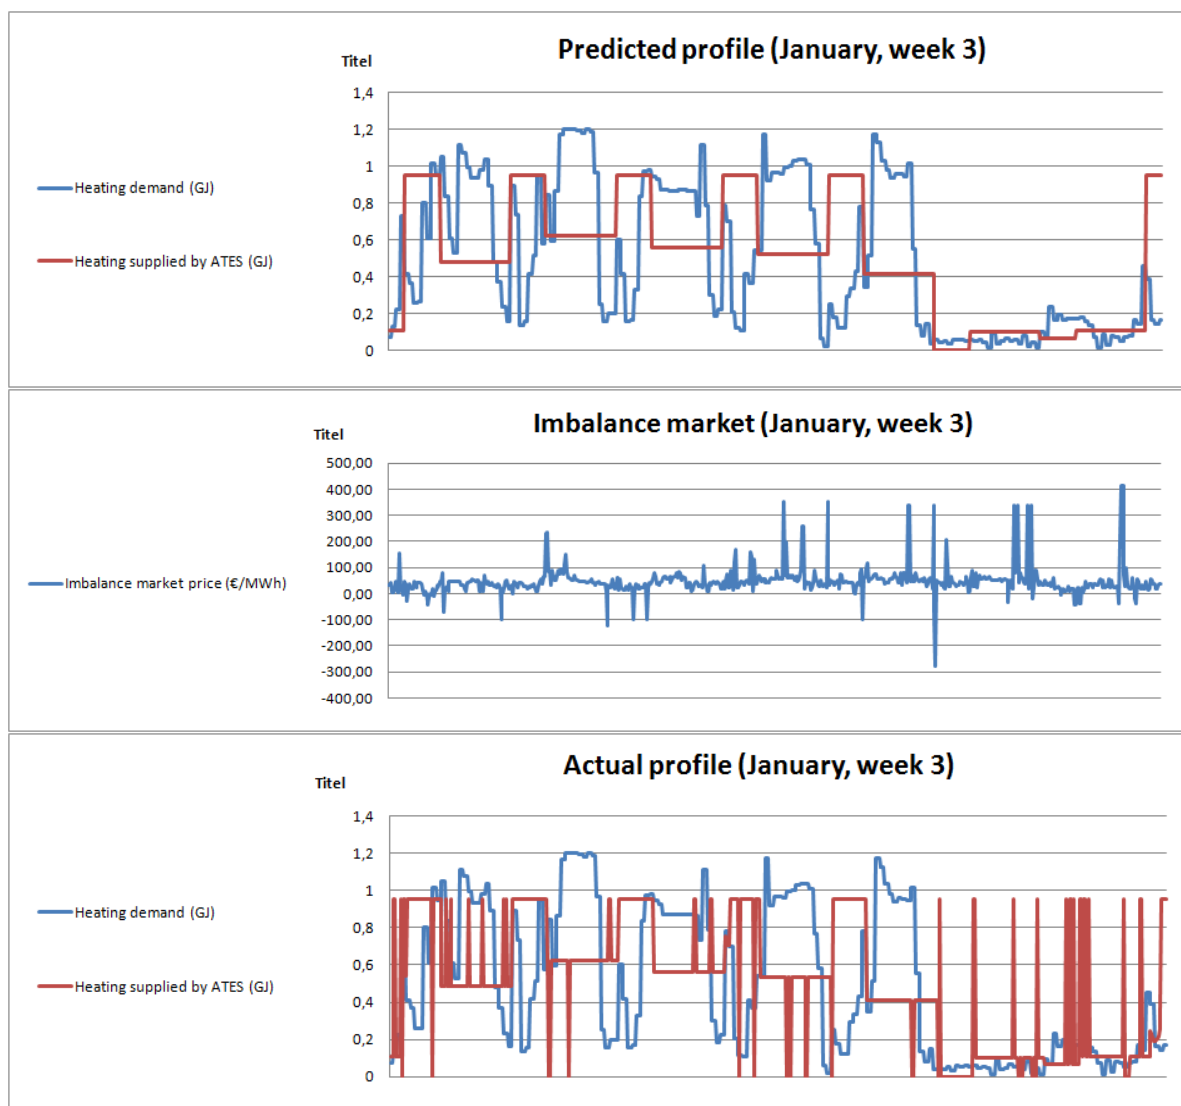 Predicted profile (January, week 3)
Titel
1,4
1,2
1
0,8
0,6
0,4
0,2
0
Heating demand (GJ)
Heating supplied by ATES (GJ)
Imbalance market (January, week 3)
Titel
500,00
400,00
300,00
200,00
100,00
0,00
-100,00
-200,00
-300,00
-400,00
Imbalance market price (€/MWh)
Actual profile (January, week 3)
Titel
1,4
1,2
1
0,8
0,6
0,4
0,2
0
Heating demand (GJ)
Heating supplied by ATES (GJ)